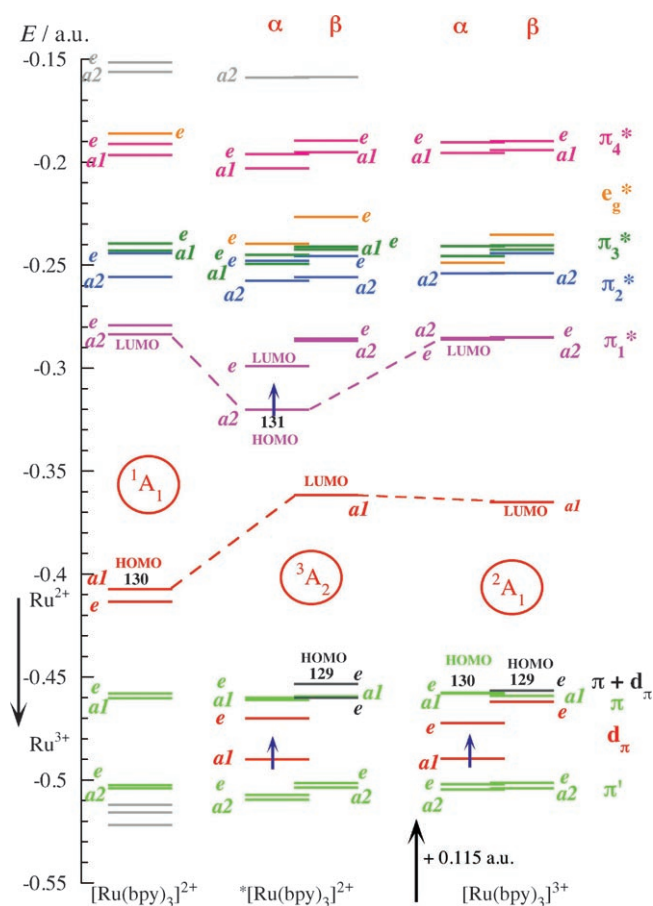 α β α β
E / a.u.
-0.15
e
a2
-0.2
e
e
a1
e
a1
e
a1
e
a1
e
a1
π4*
eg*
e
-0.25
e
a1
e
a2
e
e
a1
a2
a1 e
e
a2
a2
π3*
π2*
e
a2
LUMO
-0.3
e
LUMO
a2
131
HOMO
e
a2
a2
e
LUMO
e
a2
π1*
-0.35
1A1
LUMO
a1
LUMO
a1
HOMO
a1
130
e
-0.4
Ru2+
3A2
2A1
-0.45
e
a1
e
a1
e
a1
HOMO
129
e
a1
e
HOMO
130
e
a1
e
a1
HOMO
129
e
a1
e
π + dπ
π
dπ
Ru3+
-0.5
e
a2
e
a2
e
a2
e
a2
e
a2
π'
+ 0.115 a.u.
-0.55
[Ru(bpy)3]2+ *[Ru(bpy)3]2+ [Ru(bpy)3]3+